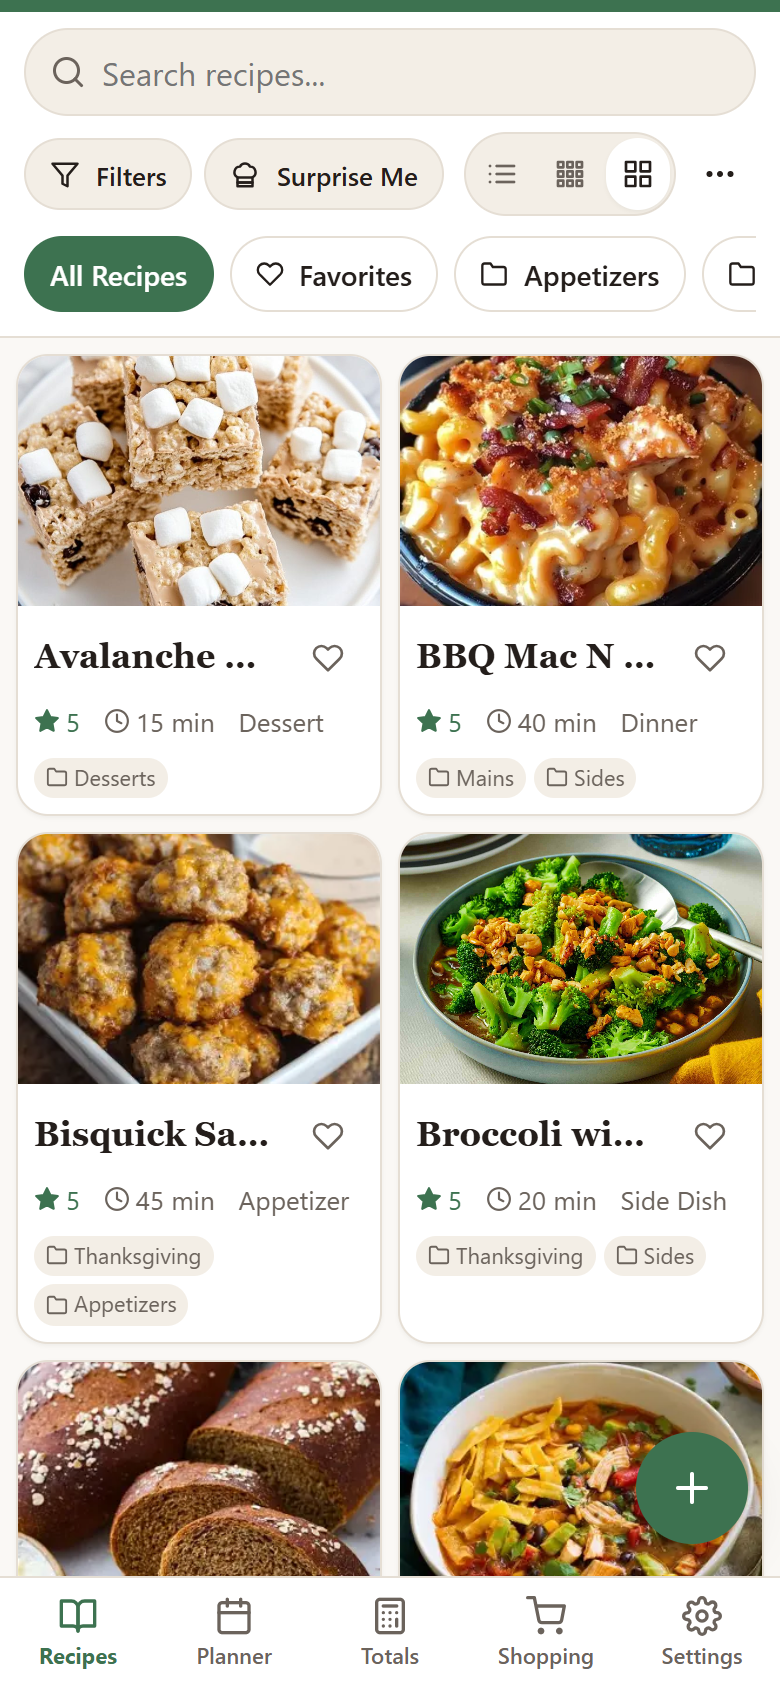 Search recipes...
Filters
Surprise Me
All Recipes
Favorites
Appetizers
Avalanche ...
5 15 min Dessert
Desserts
BBQ Mac N ...
5 40 min Dinner
Mains Sides
Bisquick Sa...
5 45 min Appetizer
Thanksgiving
Appetizers
Broccoli wi...
5 20 min Side Dish
Thanksgiving Sides
Recipes Planner Totals Shopping Settings